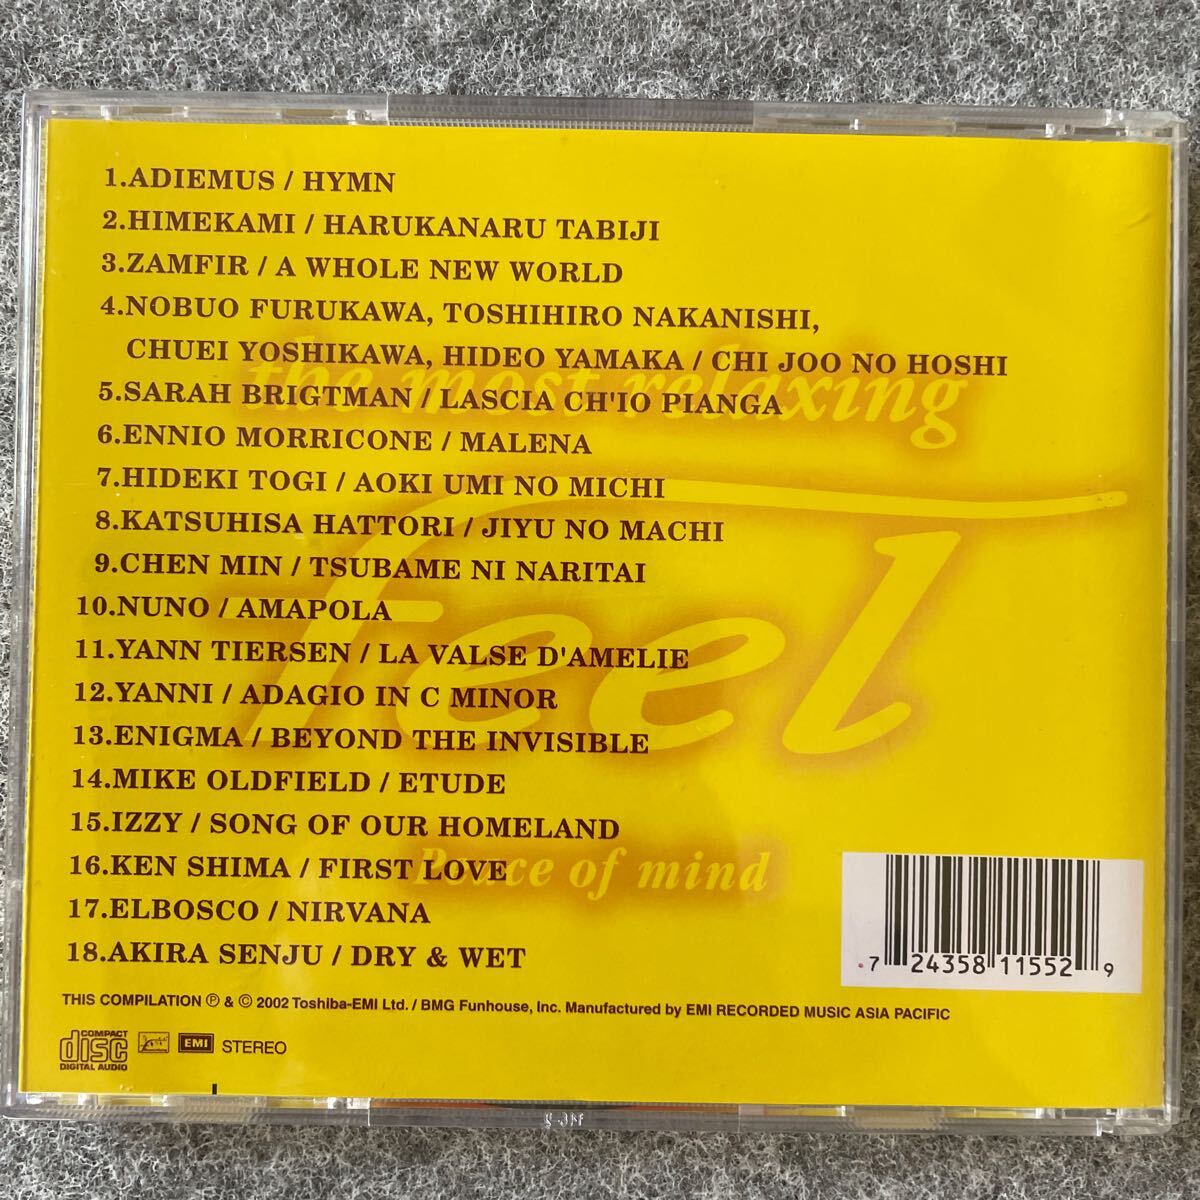 1.ADIEMUS / HYMN
2.HIMEKAMI / HARUKANARU TABIJI
3.ZAMFIR / A WHOLE NEW WORLD
4.NOBUO FURUKAWA, TOSHIHIRO NAKANISHI,
CHUEI YOSHIKAWA, HIDEO YAMAKA / CHI JOO NO HOSHI
the most relaxing
5.SARAH BRIGTMAN / LASCIA CH'IO PIANGA
6.ENNIO MORRICONE / MALENA
7.HIDEKI TOGI / AOKI UMI NO MICHI
8.KATSUHISA HATTORI / JIYU NO MACHI
9.CHEN MIN / TSUBAME NI NARITAI
Feel
10.NUNO / AMAPOLA
11.YANN TIERSEN / LA VALSE D'AMELIE
12.YANNI / ADAGIO IN C MINOR
13.ENIGMA / BEYOND THE INVISIBLE
14.MIKE OLDFIELD / ETUDE
15.IZZY / SONG OF OUR HOMELAND
16.KEN SHIMA / FIRST LOVE
Peace of mind
17.ELBOSCO / NIRVANA
18.AKIRA SENJU / DRY & WET
7 24358 11552 9
THIS COMPILATION ℗ & © 2002 Toshiba-EMI Ltd. / BMG Funhouse, Inc. Manufactured by EMI RECORDED MUSIC ASIA PACIFIC
COMPACT disc DIGITAL AUDIO EMI STEREO